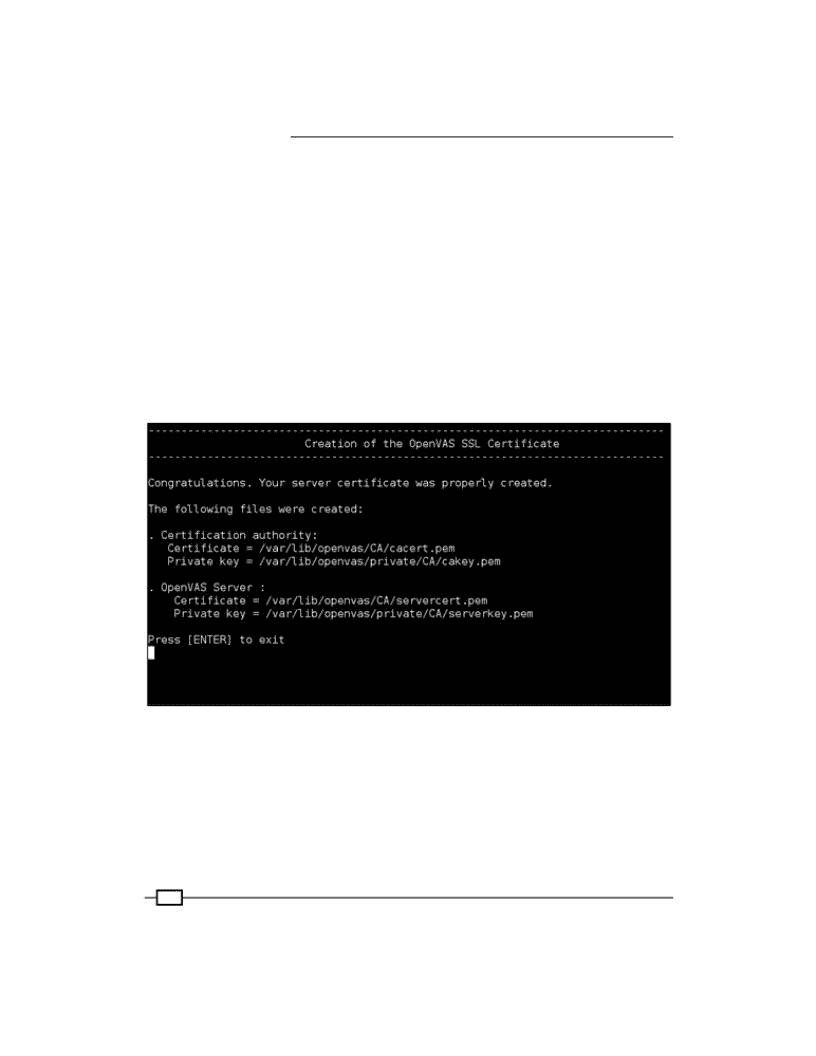 Creation of the OpenVAS SSL Certificate
Congratulations. Your server certificate was properly created.
The following files were created:
. Certification authority:
Certificate = /var/lib/openvas/CA/cacert.pem
Private key = /var/lib/openvas/private/CA/cakey.pem
. OpenVAS Server :
Certificate = /var/lib/openvas/CA/servercert.pem
Private key = /var/lib/openvas/private/CA/serverkey.pem
Press [ENTER] to exit